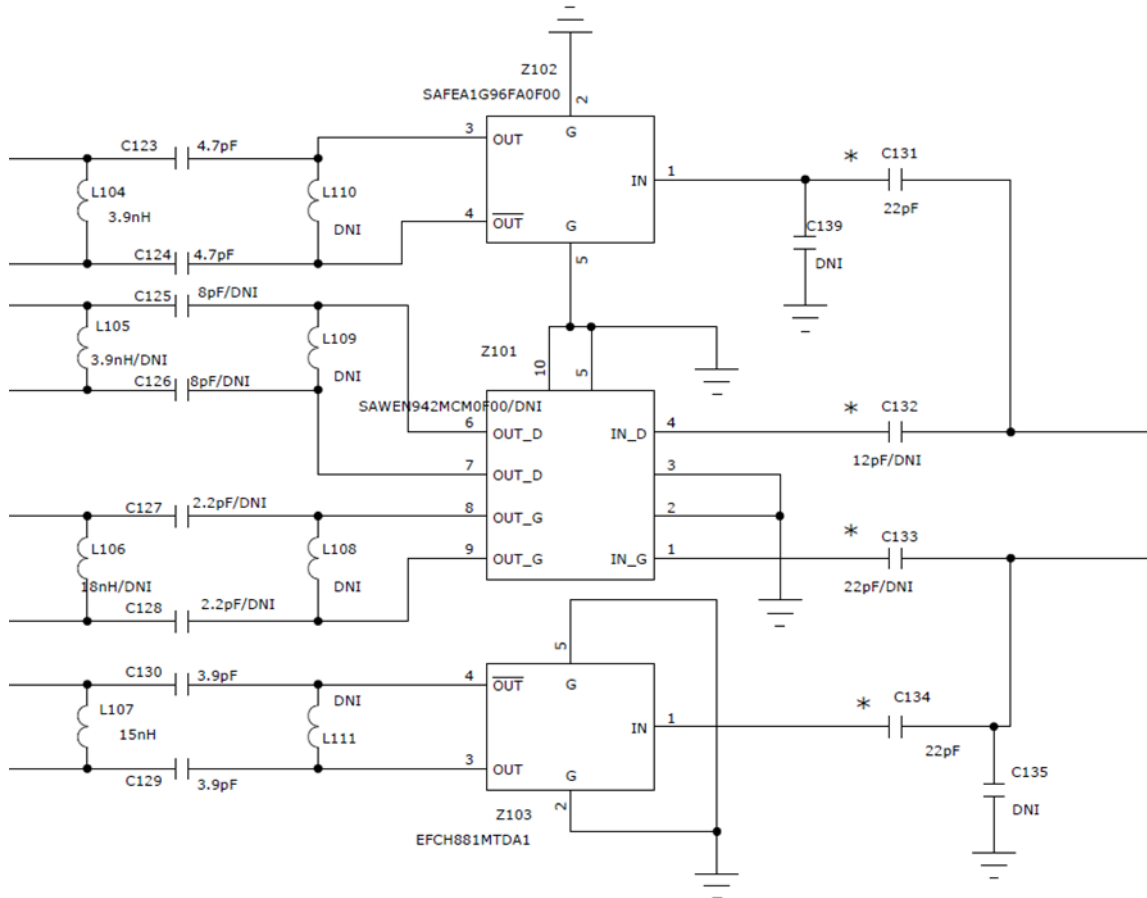 Z102
SAFEA1G96FA0F00
2
3
OUT
G
C123
4.7pF
*
C131
L104
3.9nH
L110
DNI
IN
1
22pF
4
OUT
G
C139
DNI
C124
4.7pF
5
C125
8pF/DNI
L105
3.9nH/DNI
L109
DNI
Z101
10
5
C126
8pF/DNI
SAWEN942MCM0F00/DNI
*
C132
6
OUT_D
IN_D
4
12pF/DNI
7
OUT_D
3
C127
2.2pF/DNI
8
OUT_G
2
*
C133
L106
18nH/DNI
L108
DNI
9
OUT_G
IN_G
1
22pF/DNI
C128
2.2pF/DNI
5
C130
3.9pF
4
OUT
G
DNI
*
C134
L107
15nH
L111
IN
1
22pF
C129
3.9pF
3
OUT
G
C135
DNI
2
Z103
EFCH881MTDA1